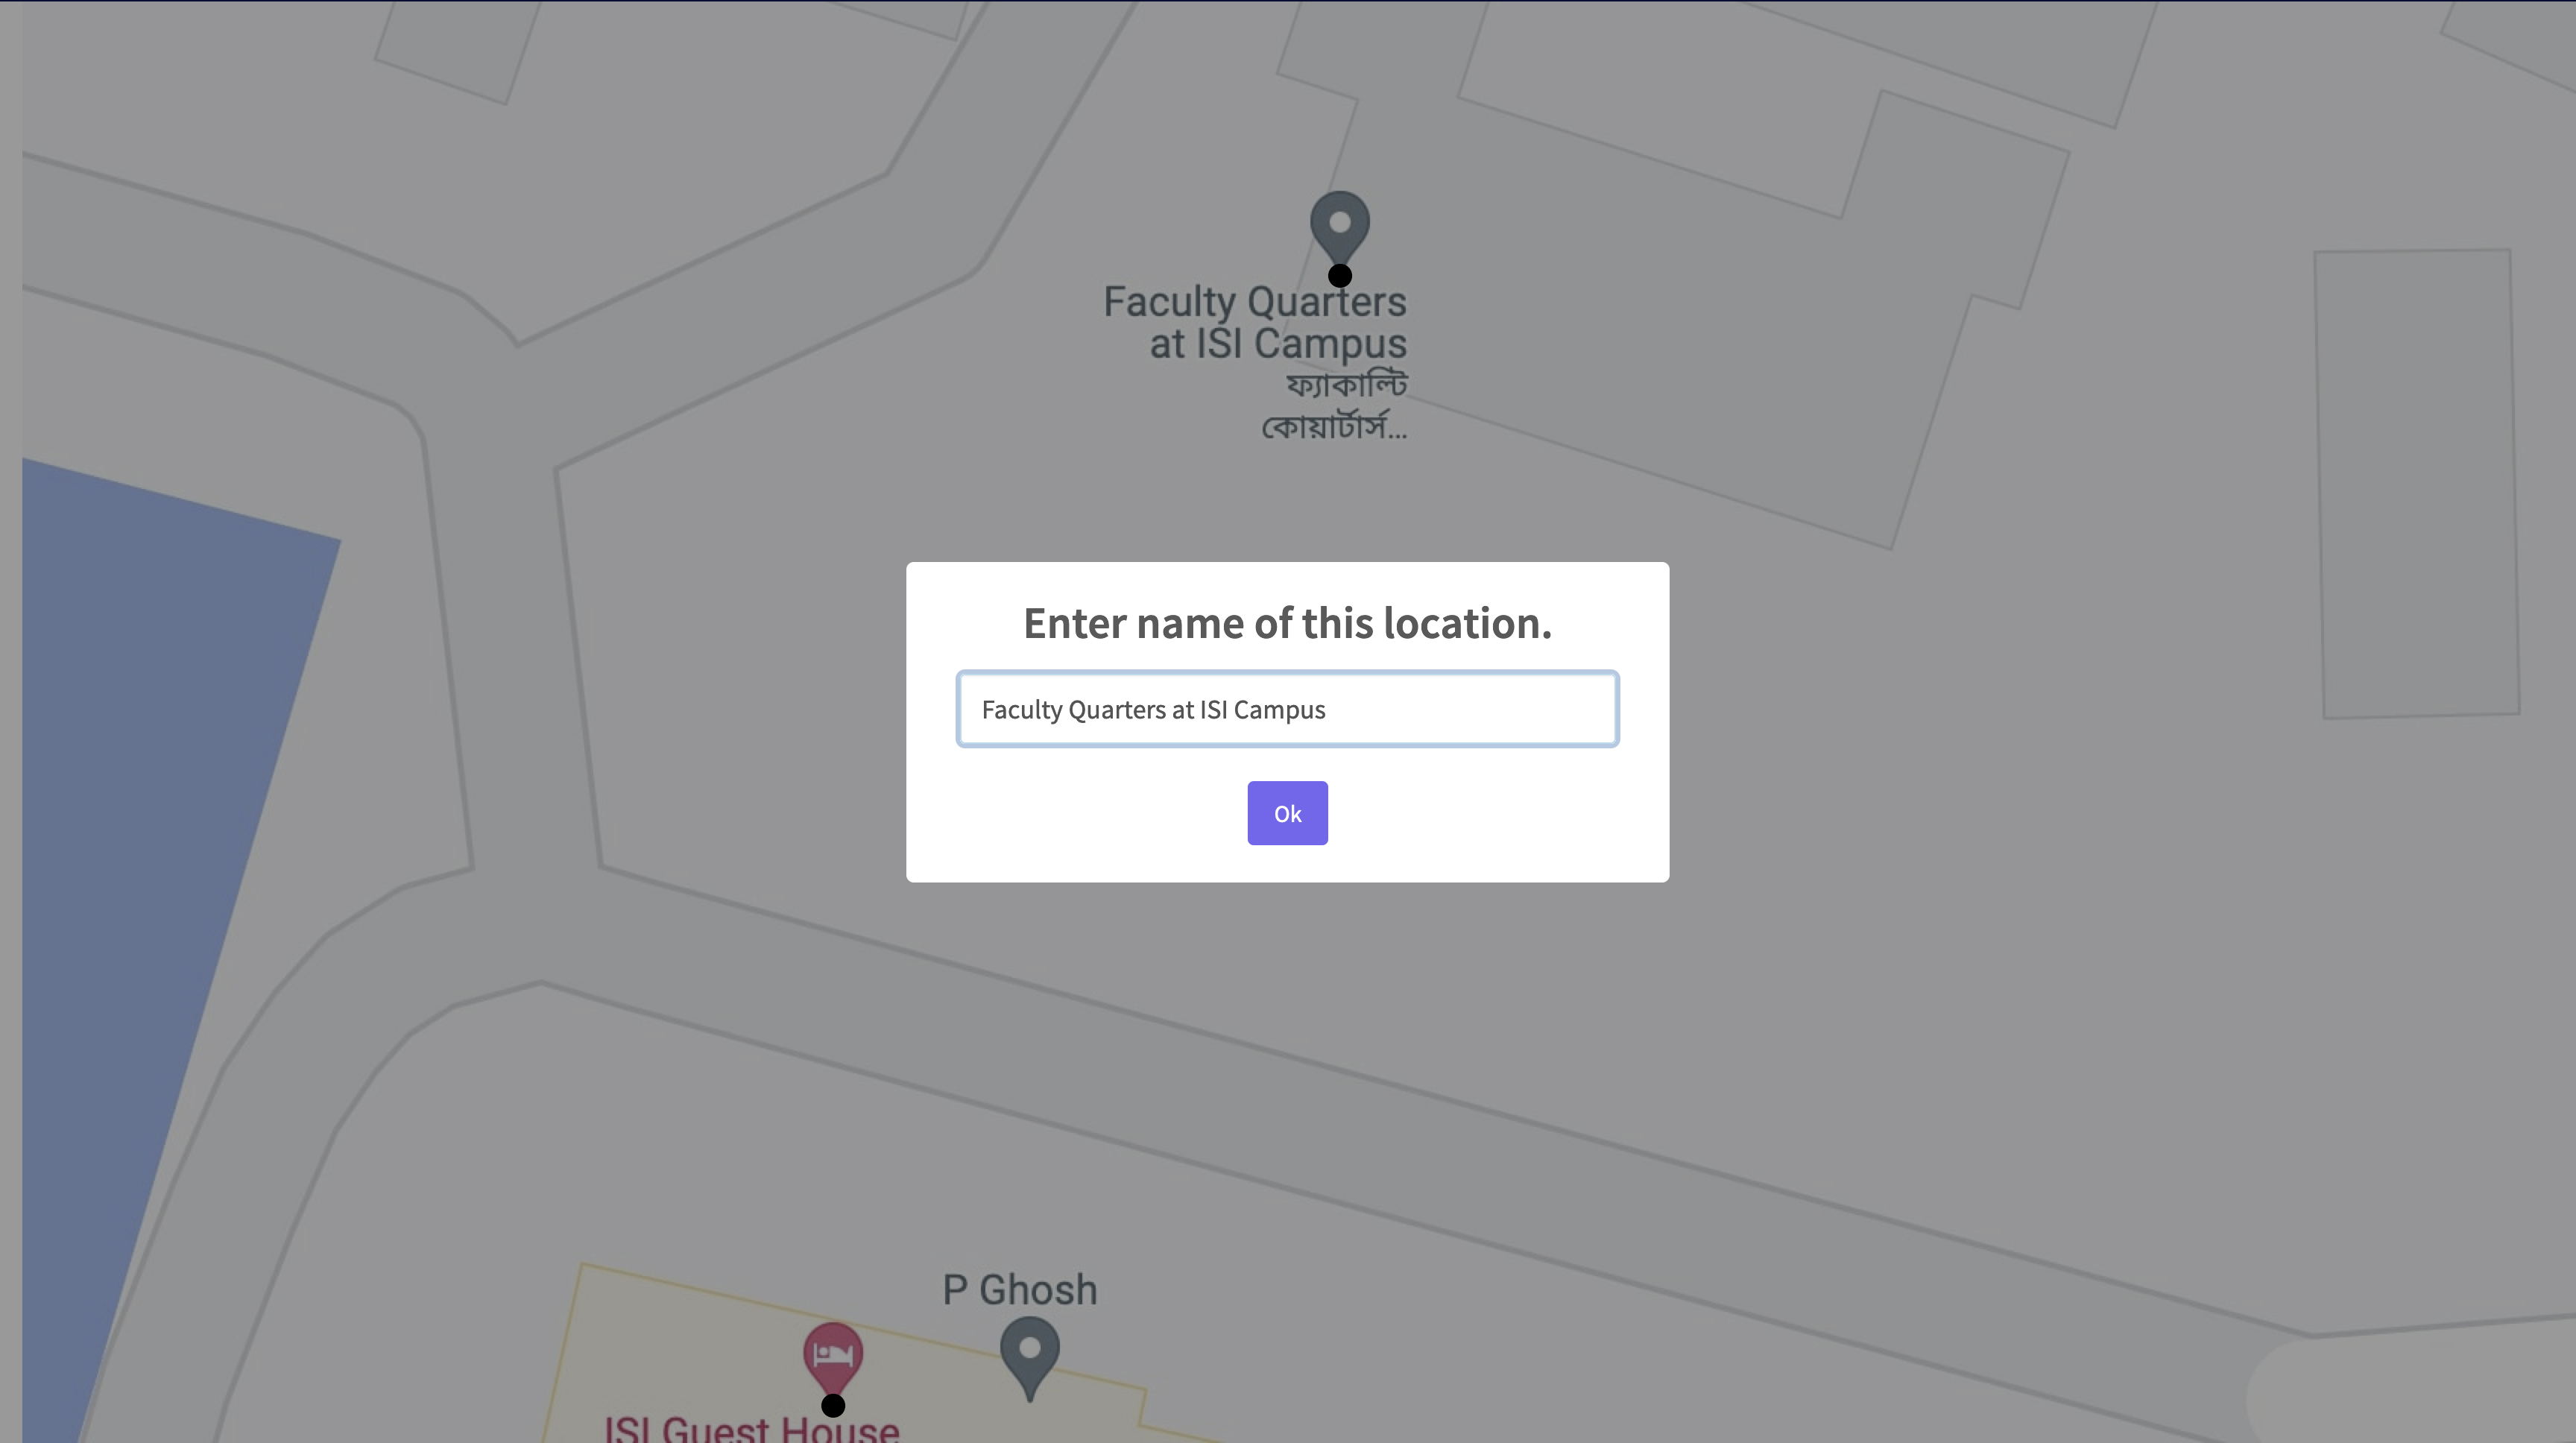 Faculty Quarters
at ISI Campus
ফ্যাকাল্টি
কোয়ার্টার্স...
Enter name of this location.
Faculty Quarters at ISI Campus
Ok
P Ghosh
ISI Guest House